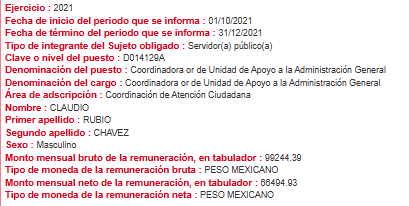 Ejercicio : 2021
Fecha de inicio del periodo que se informa : 01/10/2021
Fecha de término del periodo que se informa : 31/12/2021
Tipo de integrante del Sujeto obligado : Servidor(a) público(a)
Clave o nivel del puesto : D014129A
Denominación del puesto : Coordinadora or de Unidad de Apoyo a la Administración General
Denominación del cargo : Coordinadora or de Unidad de Apoyo a la Administración General
Área de adscripción : Coordinación de Atención Ciudadana
Nombre : CLAUDIO
Primer apellido : RUBIO
Segundo apellido : CHAVEZ
Sexo : Masculino
Monto mensual bruto de la remuneración, en tabulador : 99244.39
Tipo de moneda de la remuneración bruta : PESO MEXICANO
Monto mensual neto de la remuneración, en tabulador : 66494.93
Tipo de moneda de la remuneración neta : PESO MEXICANO